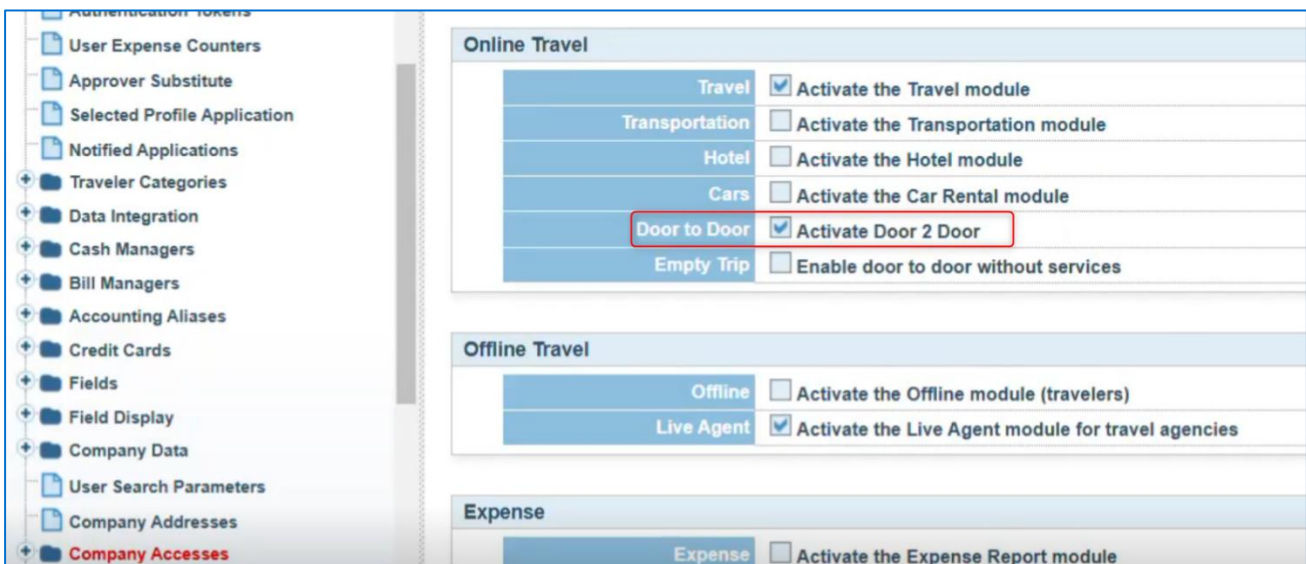 Authentication Tokens
User Expense Counters
Approver Substitute
Selected Profile Application
Notified Applications
Traveler Categories
Data Integration
Cash Managers
Bill Managers
Accounting Aliases
Credit Cards
Fields
Field Display
Company Data
User Search Parameters
Company Addresses
Company Accesses
Online Travel
Travel Activate the Travel module
Transportation Activate the Transportation module
Hotel Activate the Hotel module
Cars Activate the Car Rental module
Door to Door Activate Door 2 Door
Empty Trip Enable door to door without services
Offline Travel
Offline Activate the Offline module (travelers)
Live Agent Activate the Live Agent module for travel agencies
Expense
Expense Activate the Expense Report module